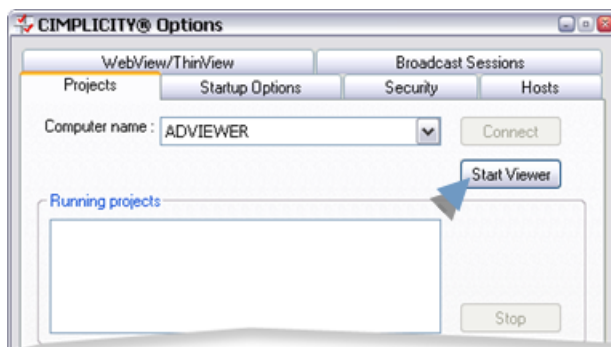 CIMPLICITY® Options
WebView/ThinView Broadcast Sessions
Projects Startup Options Security Hosts
Computer name : ADVIEWER Connect
Start Viewer
Running projects
Stop